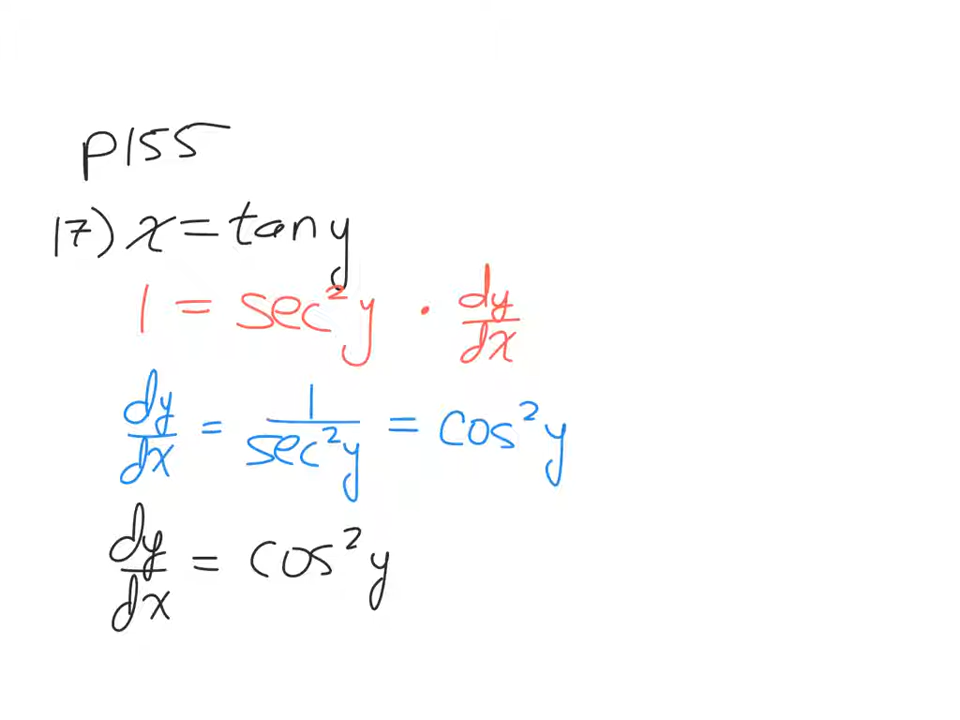 p155
17) x = tan y
1 = sec²y · dy/dx
dy/dx = 1/sec²y = cos²y
dy/dx = cos²y